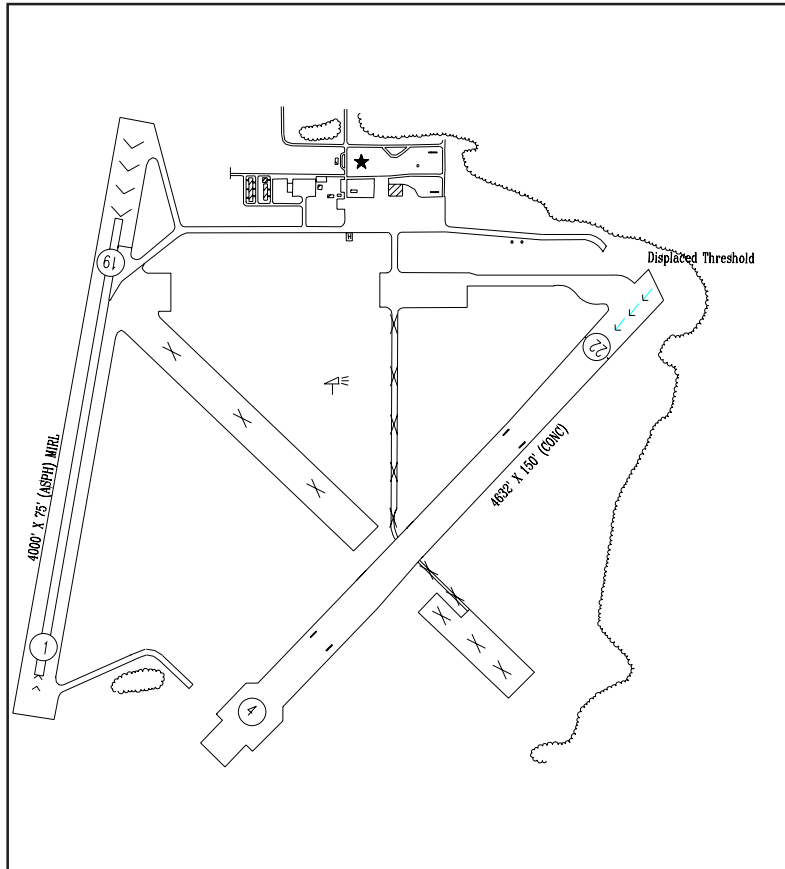 Displaced Threshold
19
22
4000' X 75' (ASPH) MIRL
4632' X 150' (CONC)
1
4
H